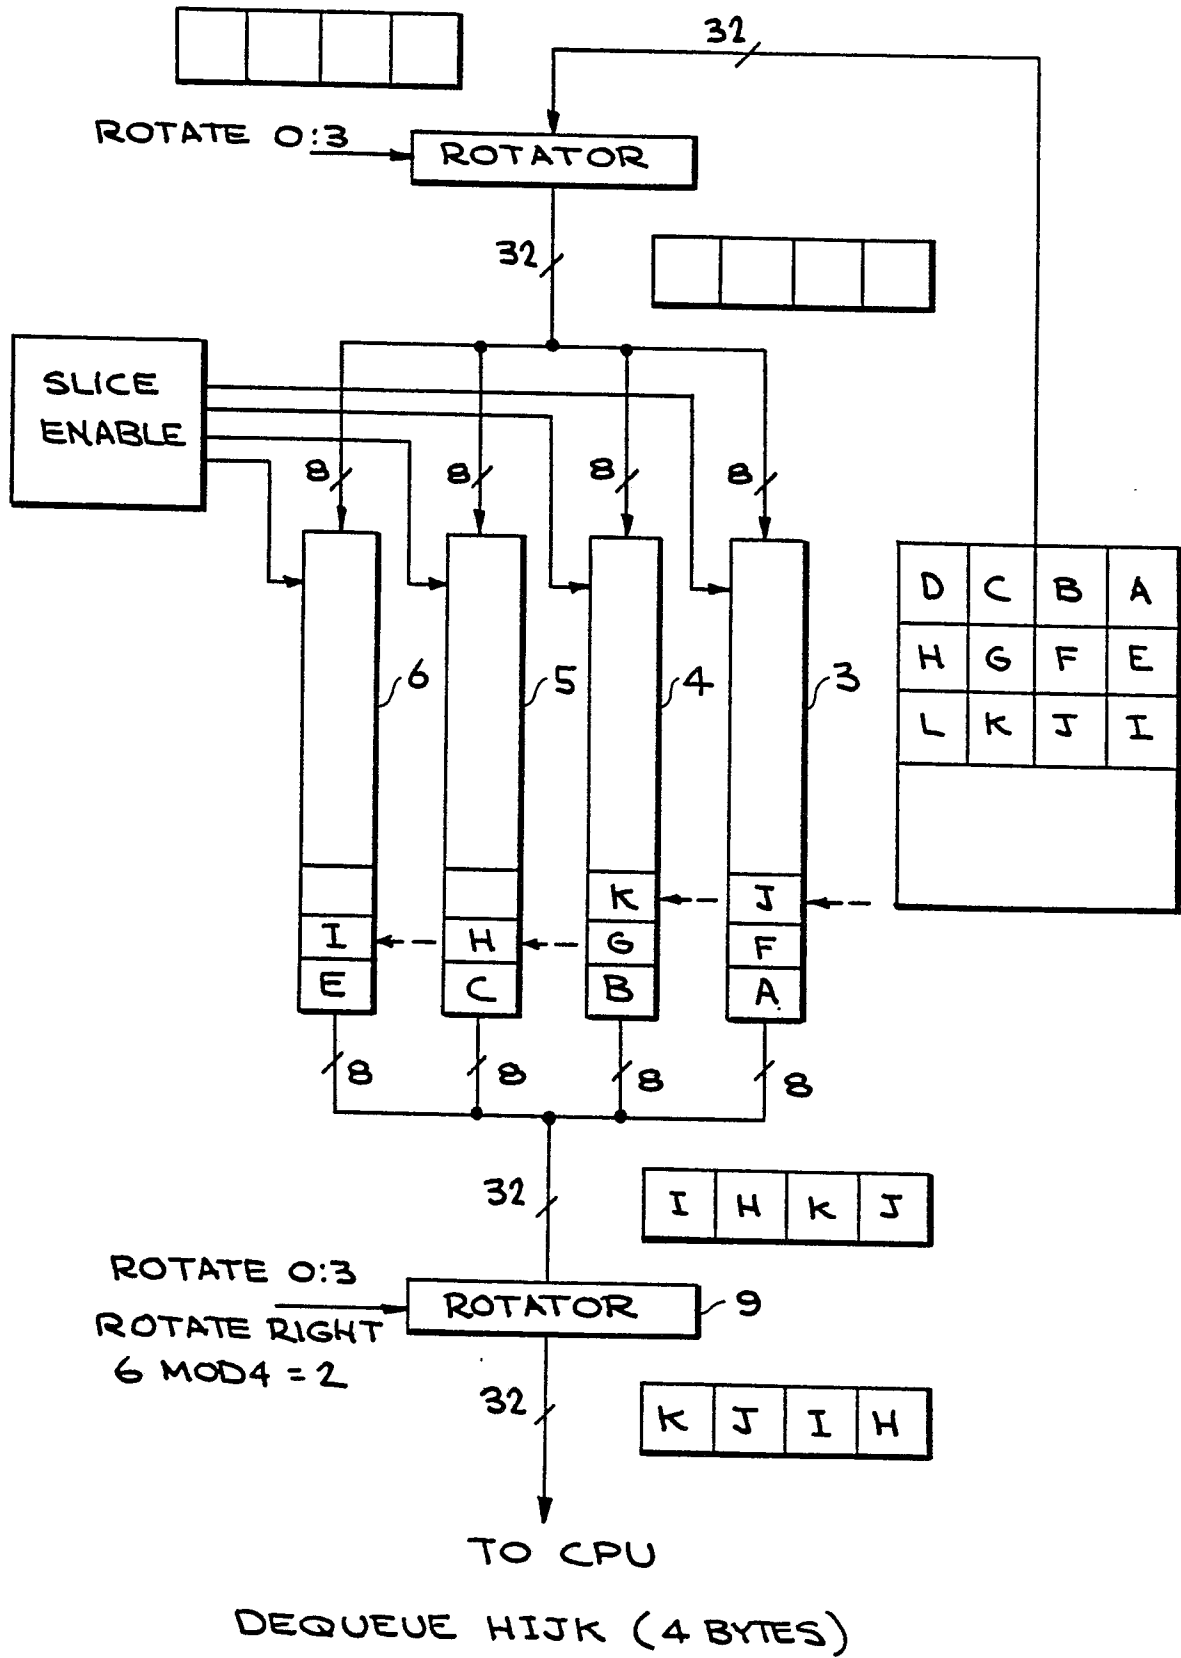 32
ROTATE 0:3
ROTATOR
32
SLICE
ENABLE
8 8 8 8
D C B A
H G F E
L K J I
6 5 4 3
K J
I H G F
E C B A
8 8 8 8
32
I H K J
ROTATE 0:3
ROTATOR 9
ROTATE RIGHT
6 MOD4 = 2
32
K J I H
TO CPU
DEQUEUE HIJK (4 BYTES)